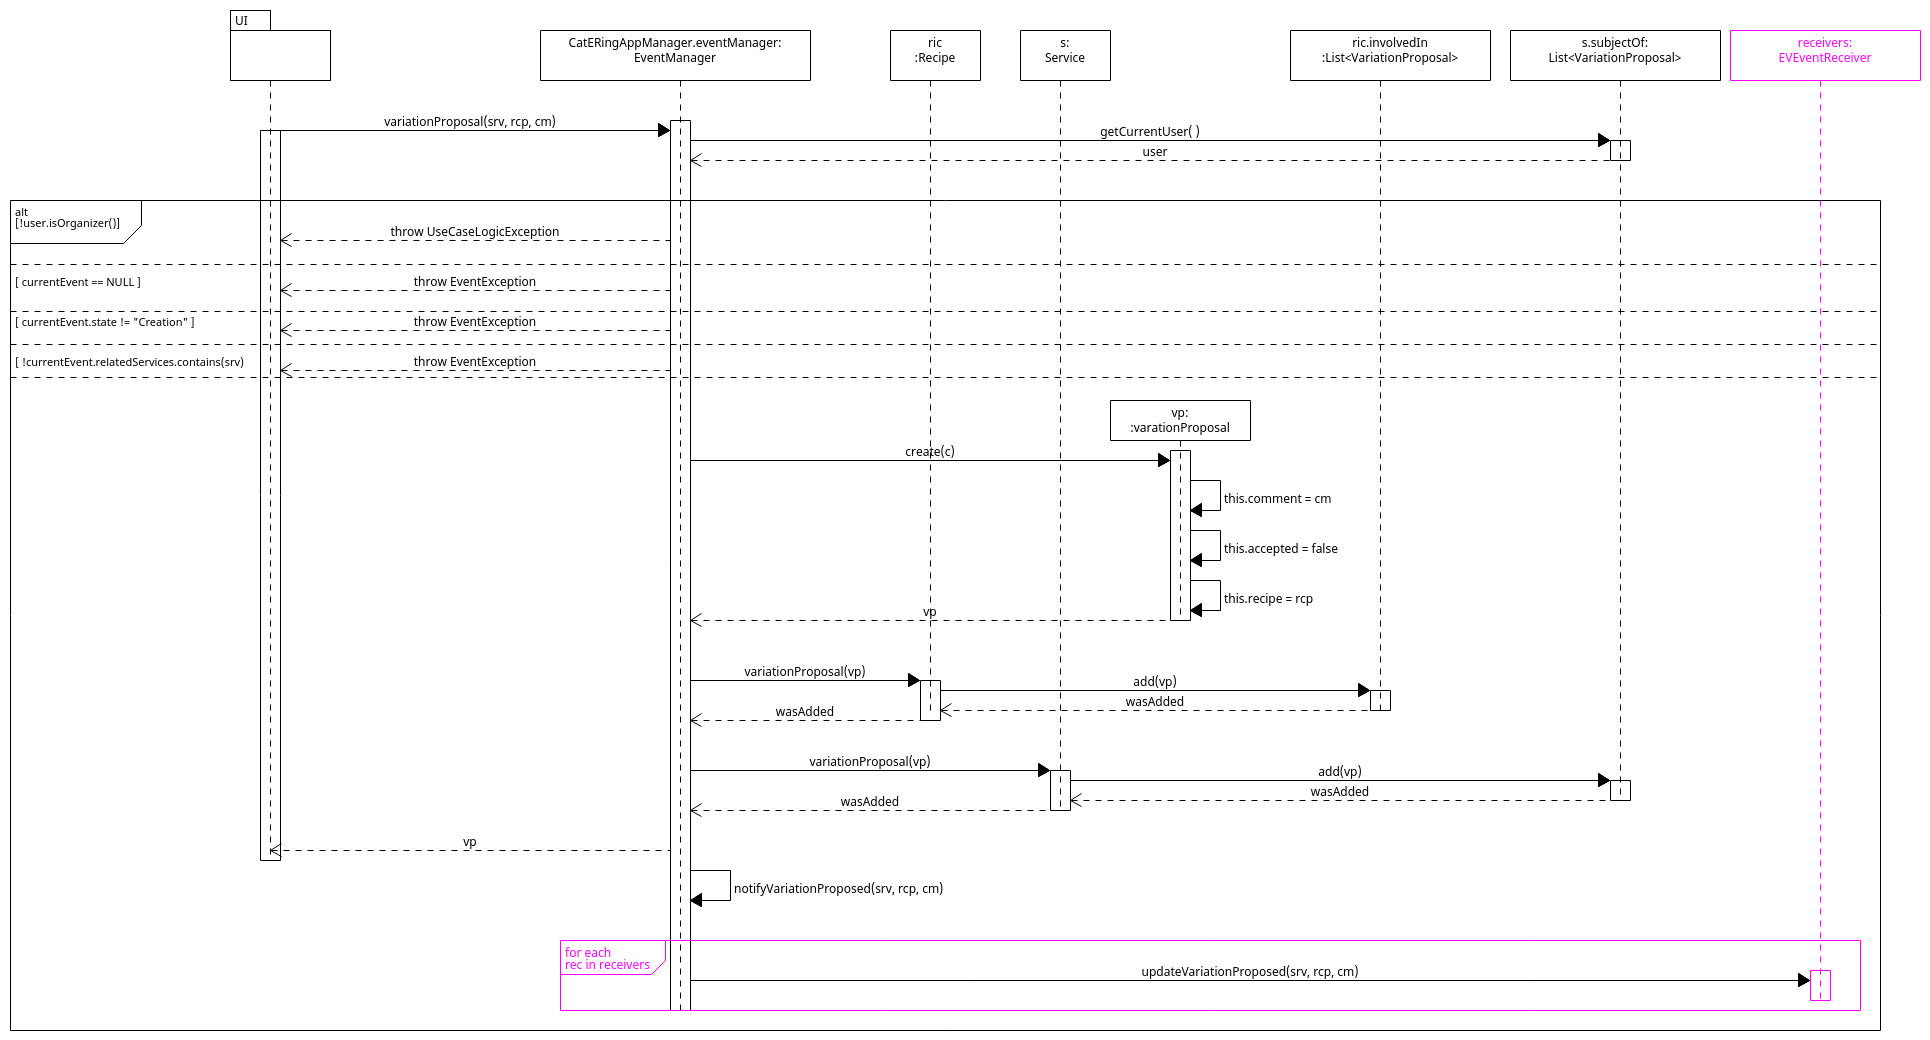 UI
CatERingAppManager.eventManager:
EventManager
ric
:Recipe
s:
Service
ric.involvedIn
:List<VariationProposal>
s.subjectOf:
List<VariationProposal>
receivers:
EVEventReceiver
variationProposal(srv, rcp, cm)
getCurrentUser( )
user
alt
[!user.isOrganizer()]
throw UseCaseLogicException
[ currentEvent == NULL ]
throw EventException
[ currentEvent.state != "Creation" ]
throw EventException
[ !currentEvent.relatedServices.contains(srv)
throw EventException
vp:
:varationProposal
create(c)
this.comment = cm
this.accepted = false
this.recipe = rcp
vp
variationProposal(vp)
add(vp)
wasAdded
wasAdded
variationProposal(vp)
add(vp)
wasAdded
wasAdded
vp
notifyVariationProposed(srv, rcp, cm)
for each
rec in receivers
updateVariationProposed(srv, rcp, cm)